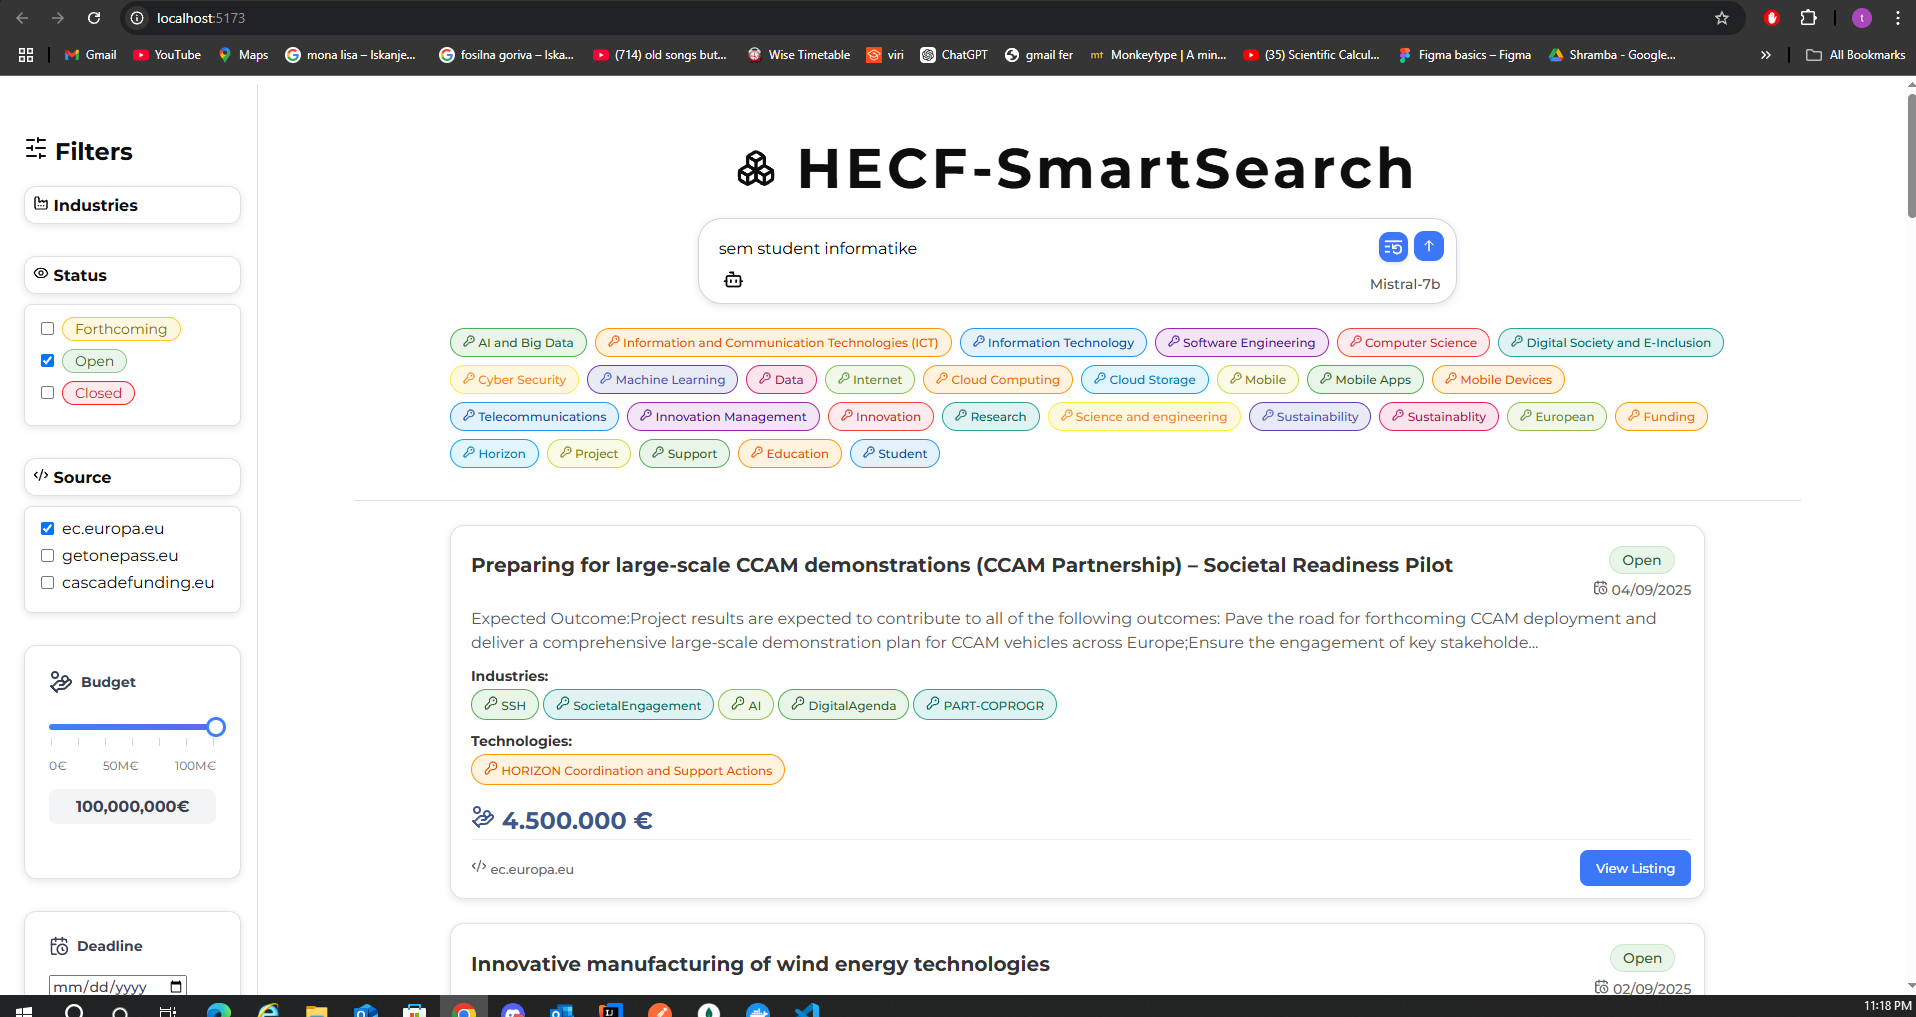 localhost:5173
Gmail YouTube Maps mona lisa – Iskanje... fosilna goriva – Iska... (714) old songs but... Wise Timetable viri ChatGPT gmail fer Monkeytype | A min... (35) Scientific Calcul... Figma basics – Figma Shramba - Google... » All Bookmarks
Filters
Industries
Status
Forthcoming
Open
Closed
Source
ec.europa.eu
getonepass.eu
cascadefunding.eu
Budget
0€ 50M€ 100M€
100,000,000€
Deadline
mm/dd/yyyy
HECF-SmartSearch
sem student informatike
Mistral-7b
AI and Big Data Information and Communication Technologies (ICT) Information Technology Software Engineering Computer Science Digital Society and E-Inclusion
Cyber Security Machine Learning Data Internet Cloud Computing Cloud Storage Mobile Mobile Apps Mobile Devices
Telecommunications Innovation Management Innovation Research Science and engineering Sustainability Sustainablity European Funding
Horizon Project Support Education Student
Preparing for large-scale CCAM demonstrations (CCAM Partnership) – Societal Readiness Pilot
Open
04/09/2025
Expected Outcome:Project results are expected to contribute to all of the following outcomes: Pave the road for forthcoming CCAM deployment and
deliver a comprehensive large-scale demonstration plan for CCAM vehicles across Europe;Ensure the engagement of key stakeholde...
Industries:
SSH SocietalEngagement AI DigitalAgenda PART-COPROGR
Technologies:
HORIZON Coordination and Support Actions
4.500.000 €
</> ec.europa.eu
View Listing
Innovative manufacturing of wind energy technologies
Open
02/09/2025
11:18 PM